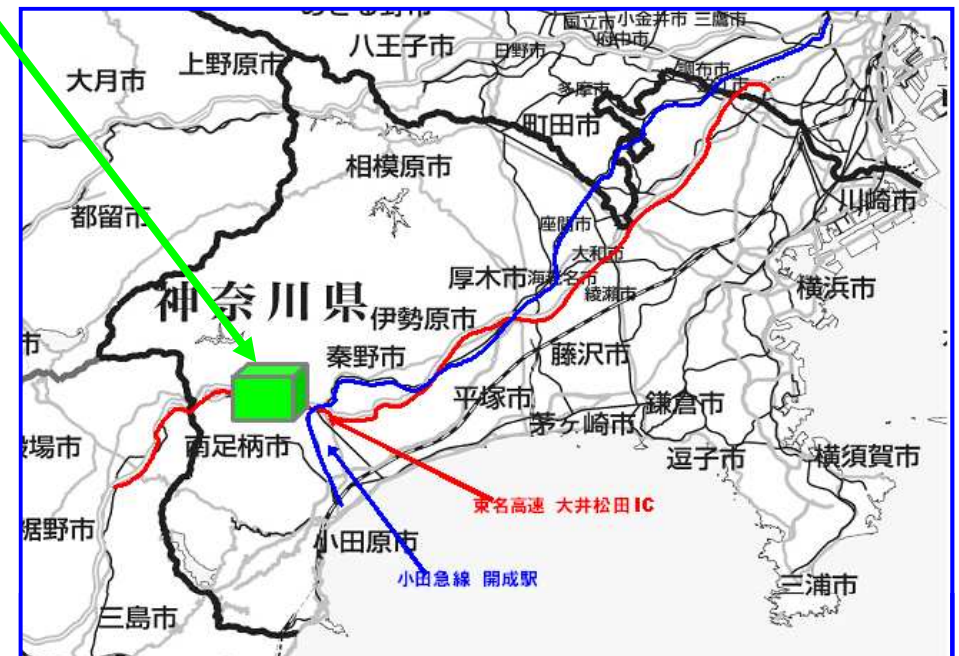 国立市 小金井市 三鷹市
府中市
八王子市
日野市
上野原市
大月市
調布市
多摩市
町田市
相模原市
川崎市
都留市
座間市
大和市
厚木市
海老名市
綾瀬市
横浜市
神奈川県
伊勢原市
秦野市
藤沢市
平塚市
鎌倉市
茅ヶ崎市
南足柄市
場市
逗子市
横須賀市
東名高速 大井松田IC
裾野市
小田原市
小田急線 開成駅
三浦市
三島市